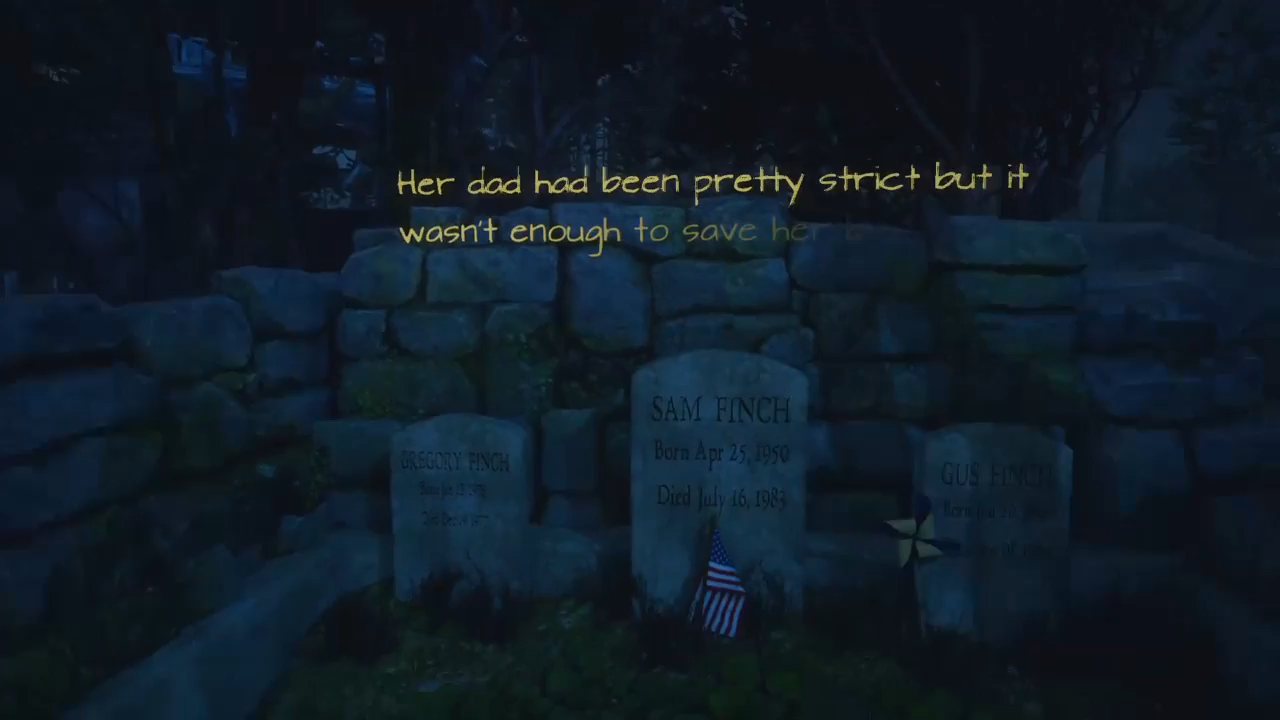 Her dad had been pretty strict but it
wasn't enough to save her b
SAM FINCH
Born Apr 25, 1950
Died July 16, 1983
GREGORY FINCH
GUS FINCH